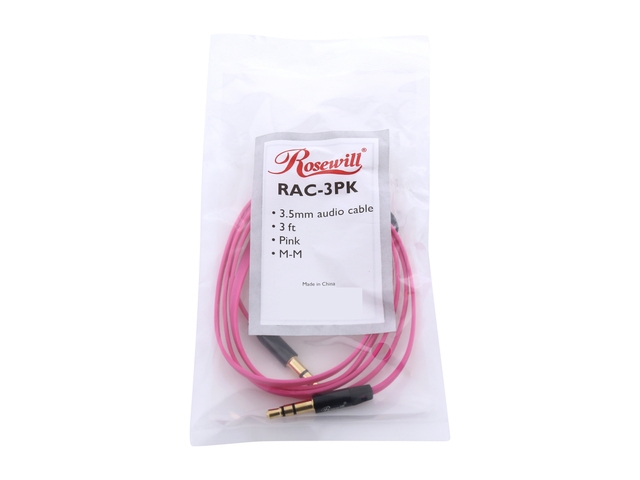 Rosewill®
RAC-3PK
• 3.5mm audio cable
• 3 ft
• Pink
• M-M
Made in China